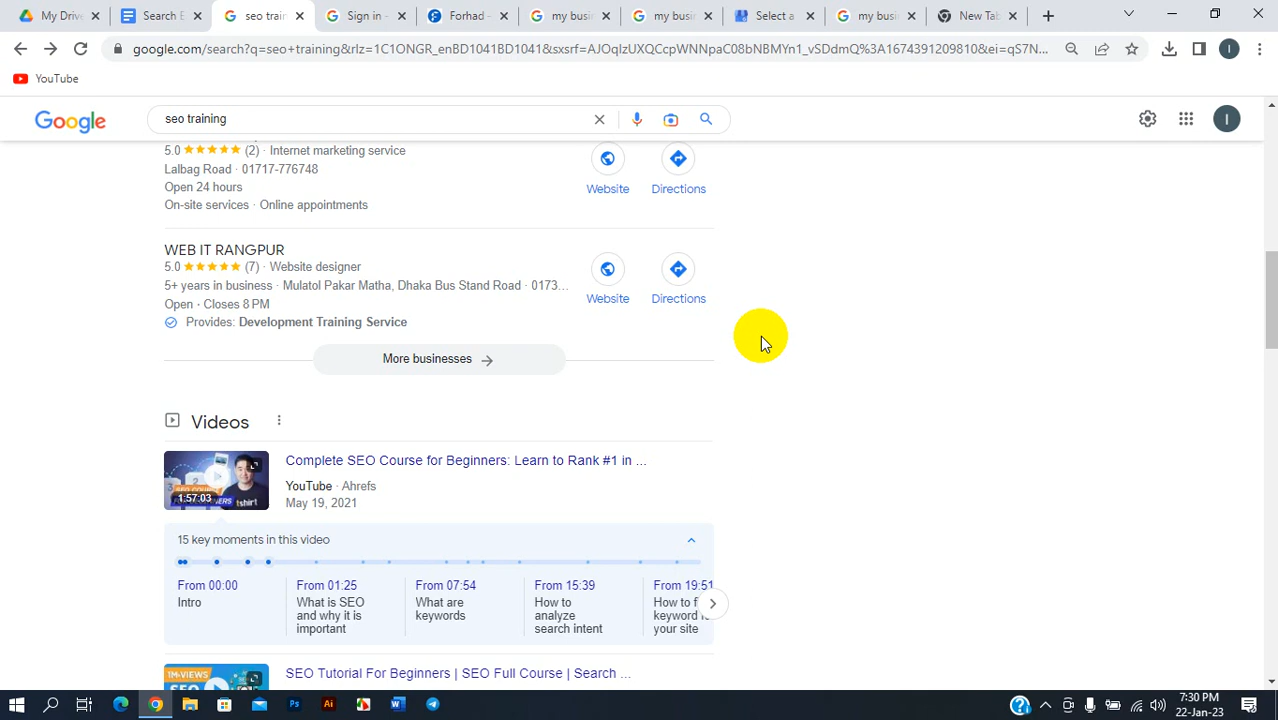 My Drive
Search E
seo train
Sign in -
Forhad –
my busi
my busin
Select a
my busi
New Tab
google.com/search?q=seo+training&rlz=1C1ONGR_enBD1041BD1041&sxsrf=AJOqlzUXQCcpWNNpaC08bNBMYn1_vSDdmQ%3A1674391209810&ei=qS7N...
I
YouTube
Google
seo training
I
5.0 (2) · Internet marketing service
Lalbag Road · 01717-776748
Open 24 hours
On-site services · Online appointments
Website
Directions
WEB IT RANGPUR
5.0 (7) · Website designer
5+ years in business · Mulatol Pakar Matha, Dhaka Bus Stand Road · 0173...
Open · Closes 8 PM
Provides: Development Training Service
Website
Directions
More businesses
Videos
Complete SEO Course for Beginners: Learn to Rank #1 in ...
YouTube · Ahrefs
May 19, 2021
1:57:03
tshirt
15 key moments in this video
From 00:00
Intro
From 01:25
What is SEO
and why it is
important
From 07:54
What are
keywords
From 15:39
How to
analyze
search intent
From 19:51
How to f
keyword
your site
1M+VIEWS
SEO
SEO Tutorial For Beginners | SEO Full Course | Search ...
Ps
Ai
W
7:30 PM
22-Jan-23